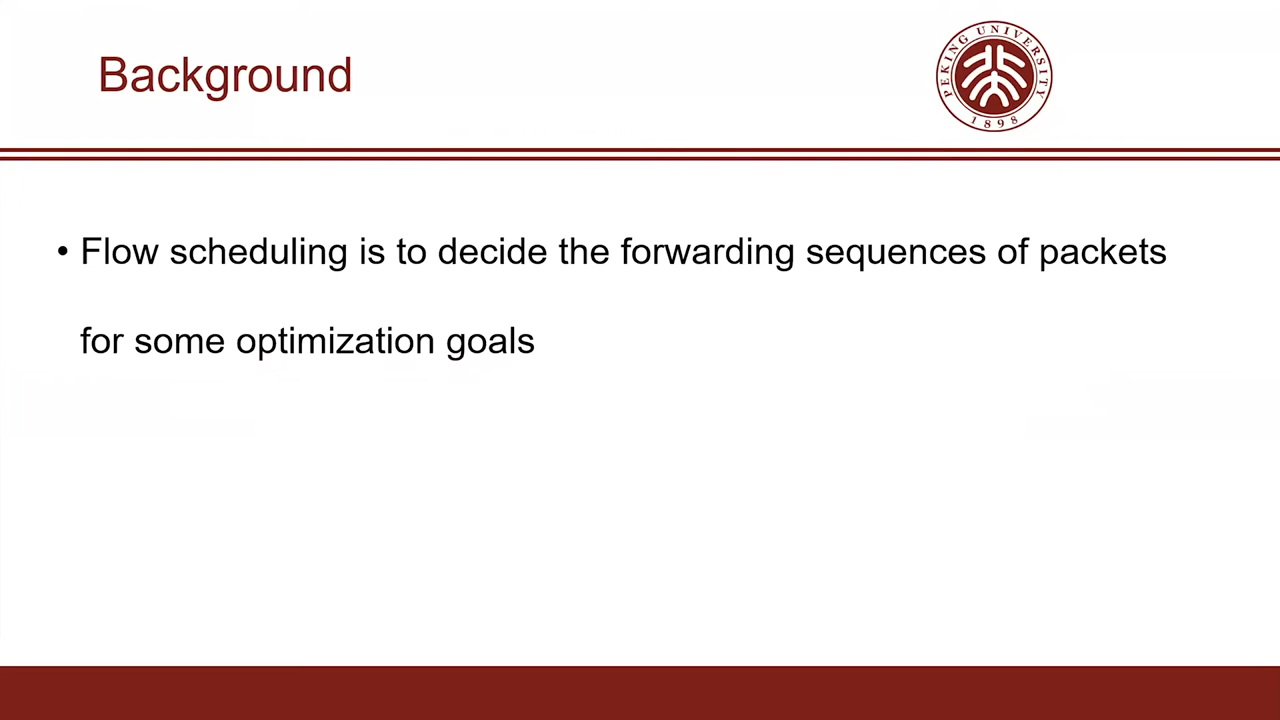 Background
PEKING UNIVERSITY
1898
• Flow scheduling is to decide the forwarding sequences of packets
for some optimization goals